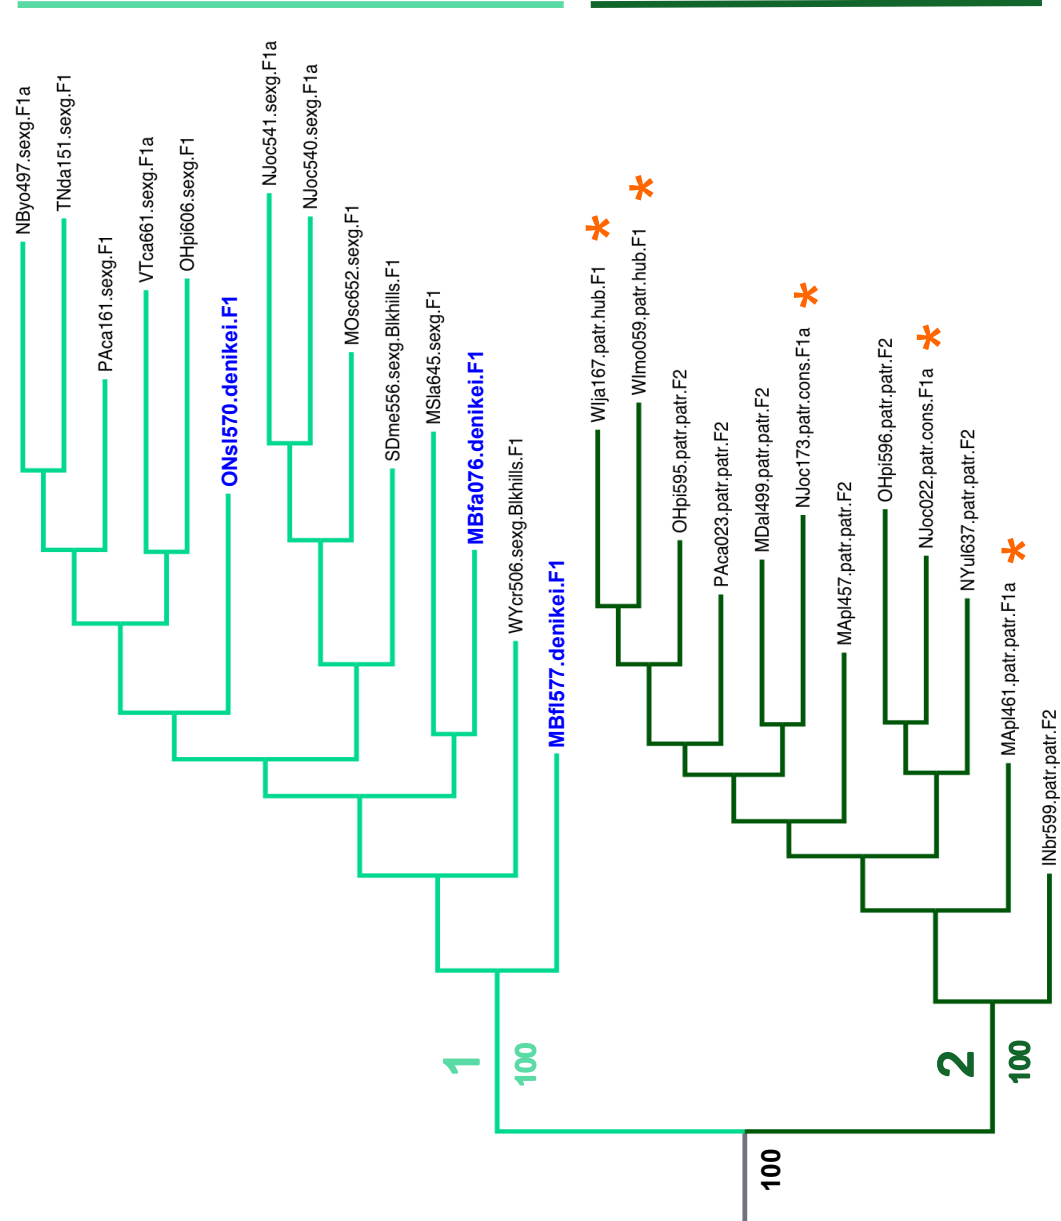 NByo497.sexg.F1a
TNda151.sexg.F1
PAca161.sexg.F1
VTca661.sexg.F1a
OHpi606.sexg.F1
ONsl570.denikei.F1
NJoc541.sexg.F1a
NJoc540.sexg.F1a
MOsc652.sexg.F1
SDme556.sexg.Blkhills.F1
MSla645.sexg.F1
MBfa076.denikei.F1
WYcr506.sexg.Blkhills.F1
MBfl577.denikei.F1
WIja167.patr.hub.F1 *
WImo059.patr.hub.F1 *
OHpi595.patr.patr.F2
PAca023.patr.patr.F2
MDal499.patr.patr.F2
NJoc173.patr.cons.F1a *
MApl457.patr.patr.F2
OHpi596.patr.patr.F2
NJoc022.patr.cons.F1a *
NYul637.patr.patr.F2
MApl461.patr.patr.F1a *
INbr599.patr.patr.F2
1
100
2
100
100